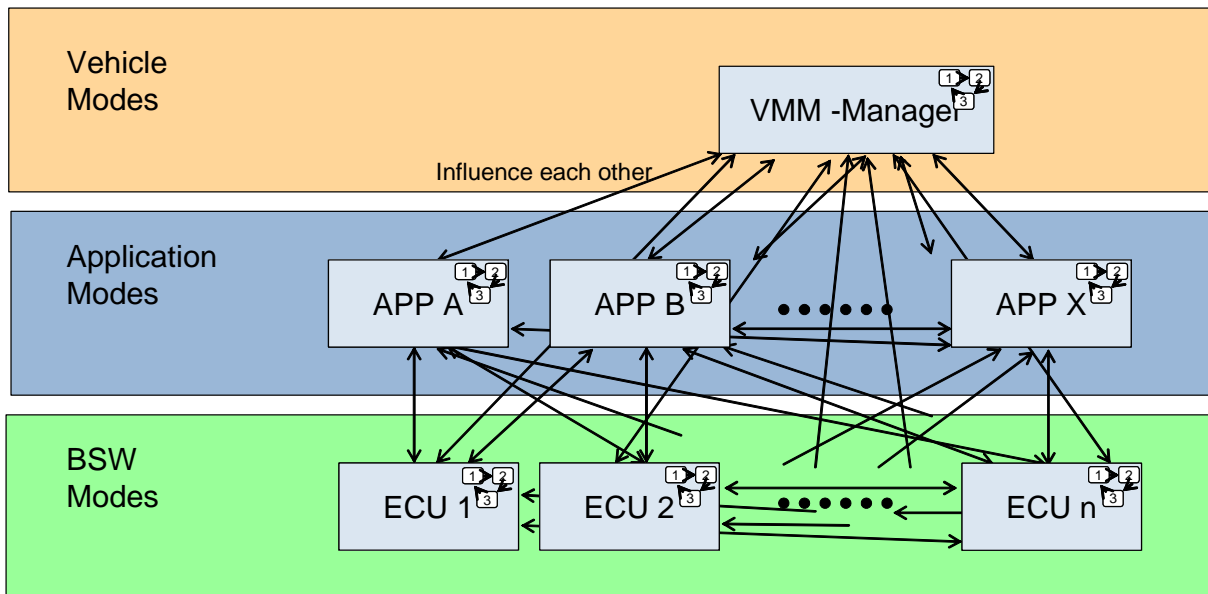 Vehicle
Modes
1 2
3
VMM -Manager
Influence each other
Application
Modes
1 2
3
APP A
1 2
3
APP B
1 2
3
APP X
BSW
Modes
1 2
3
ECU 1
1 2
3
ECU 2
1 2
3
ECU n